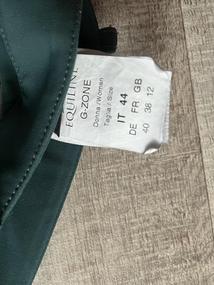 EQUILINE
G-ZONE
Donna / Woman
Taglia / Size
IT 44
DE FR GB
40 38 12